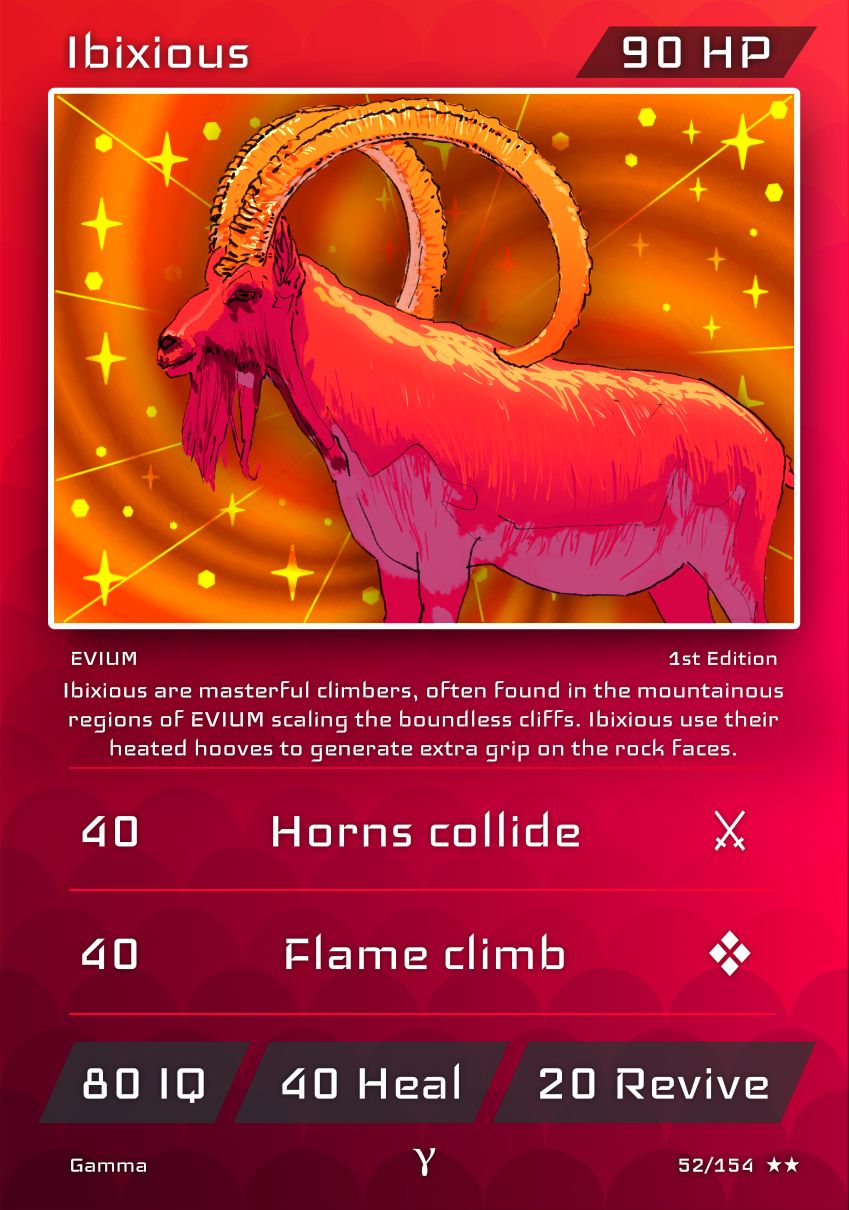 Ibixious
90 HP
EVIUM
1st Edition
Ibixious are masterful climbers, often found in the mountainous
regions of EVIUM scaling the boundless cliffs. Ibixious use their
heated hooves to generate extra grip on the rock faces.
40 Horns collide
40 Flame climb
80 IQ
40 Heal
20 Revive
Gamma
γ
52/154 ★★